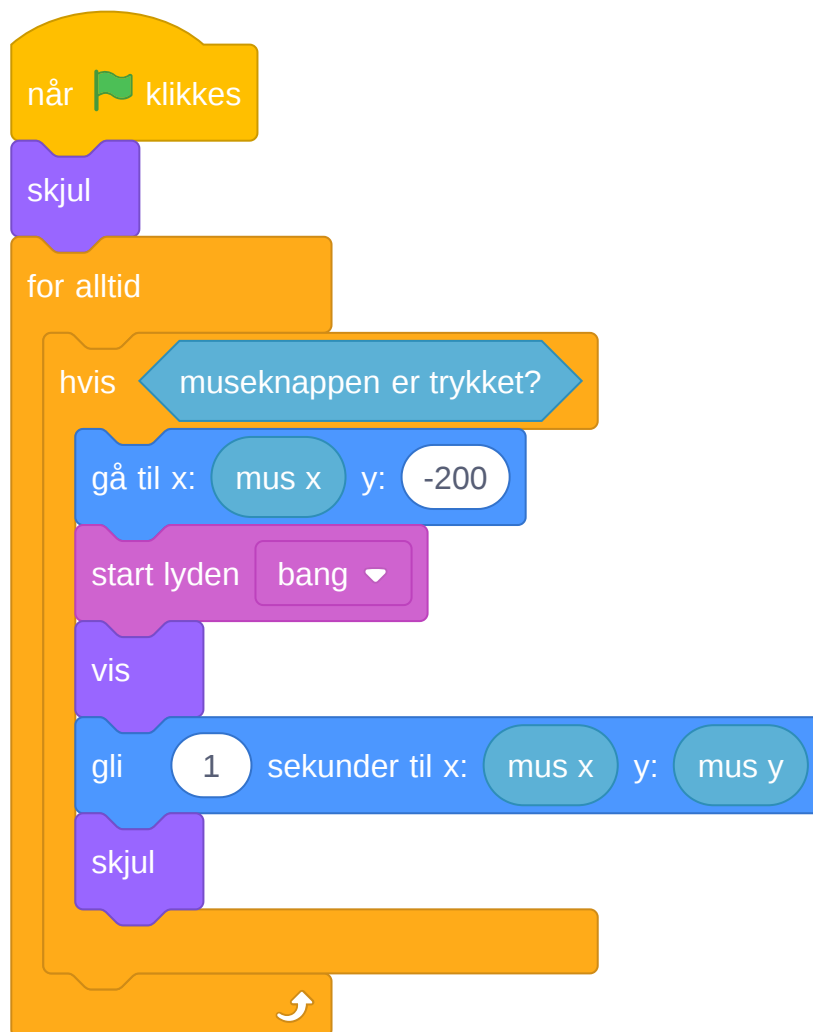 når klikkes
skjul
for alltid
hvis museknappen er trykket?
gå til x: mus x y: -200
start lyden bang
vis
gli 1 sekunder til x: mus x y: mus y
skjul